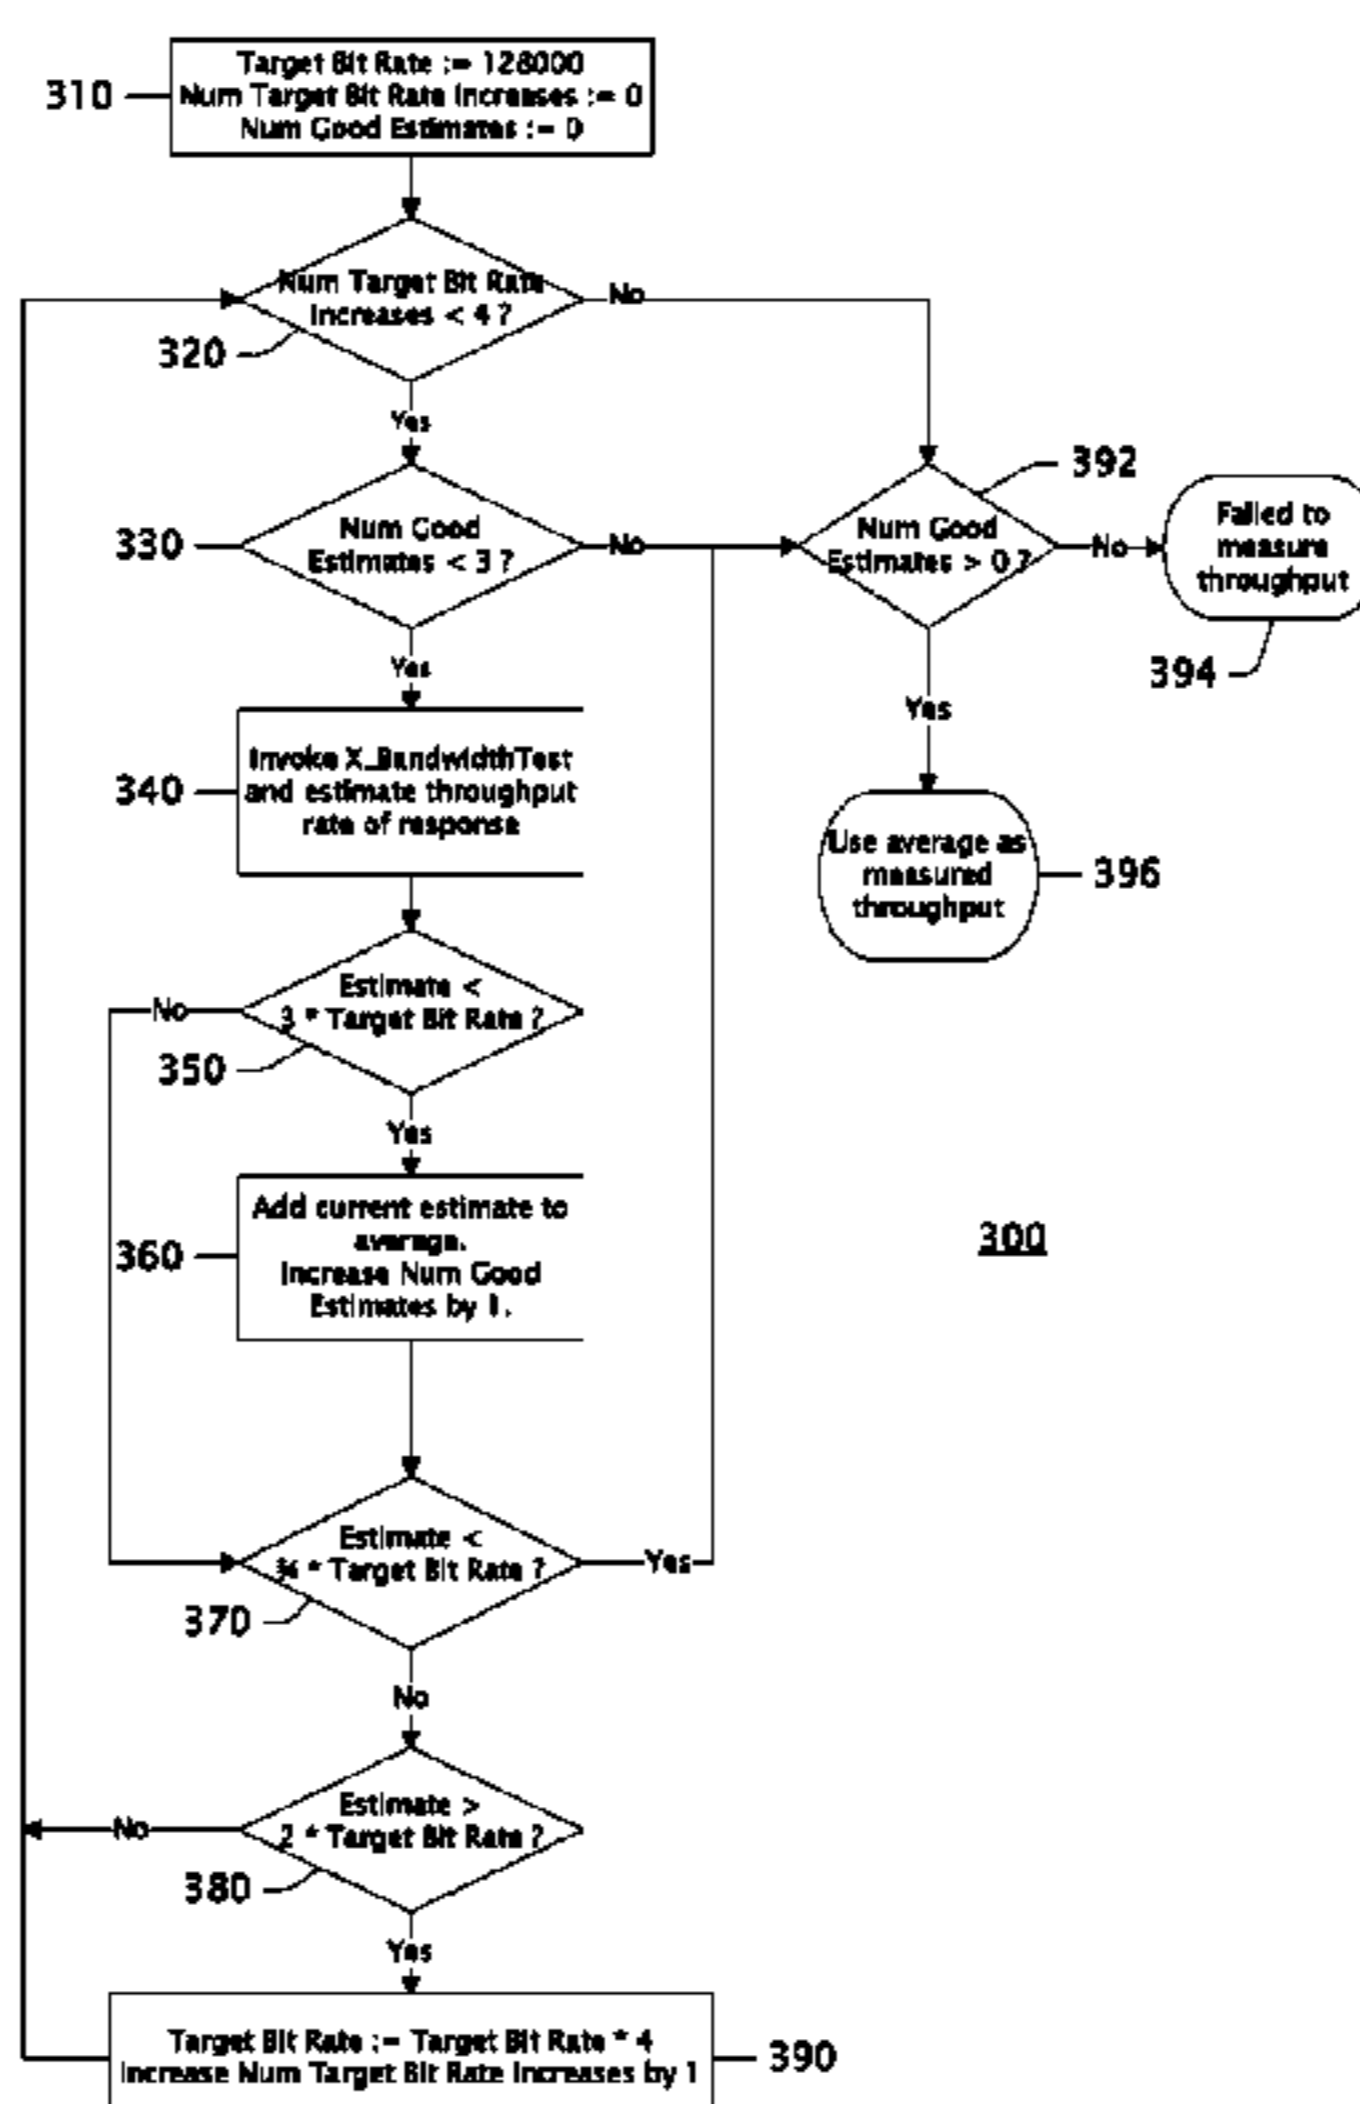 310
Target Bit Rate := 128000
Num Target Bit Rate Increases := 0
Num Good Estimates := 0
Num Target Bit Rate
Increases < 4 ?
No
320
Yes
392
330
Num Good
Estimates < 3 ?
No
Num Good
Estimates > 0 ?
No
Failed to
measure
throughput
394
Yes
Yes
340
Invoke X_BandwidthTest
and estimate throughput
rate of response
Use average as
measured
throughput
396
Estimate <
3 * Target Bit Rate ?
No
350
Yes
360
Add current estimate to
average.
Increase Num Good
Estimates by 1.
300
Estimate <
¾ * Target Bit Rate ?
Yes
370
No
Estimate >
2 * Target Bit Rate ?
No
380
Yes
Target Bit Rate := Target Bit Rate * 4
Increase Num Target Bit Rate Increases by 1
390